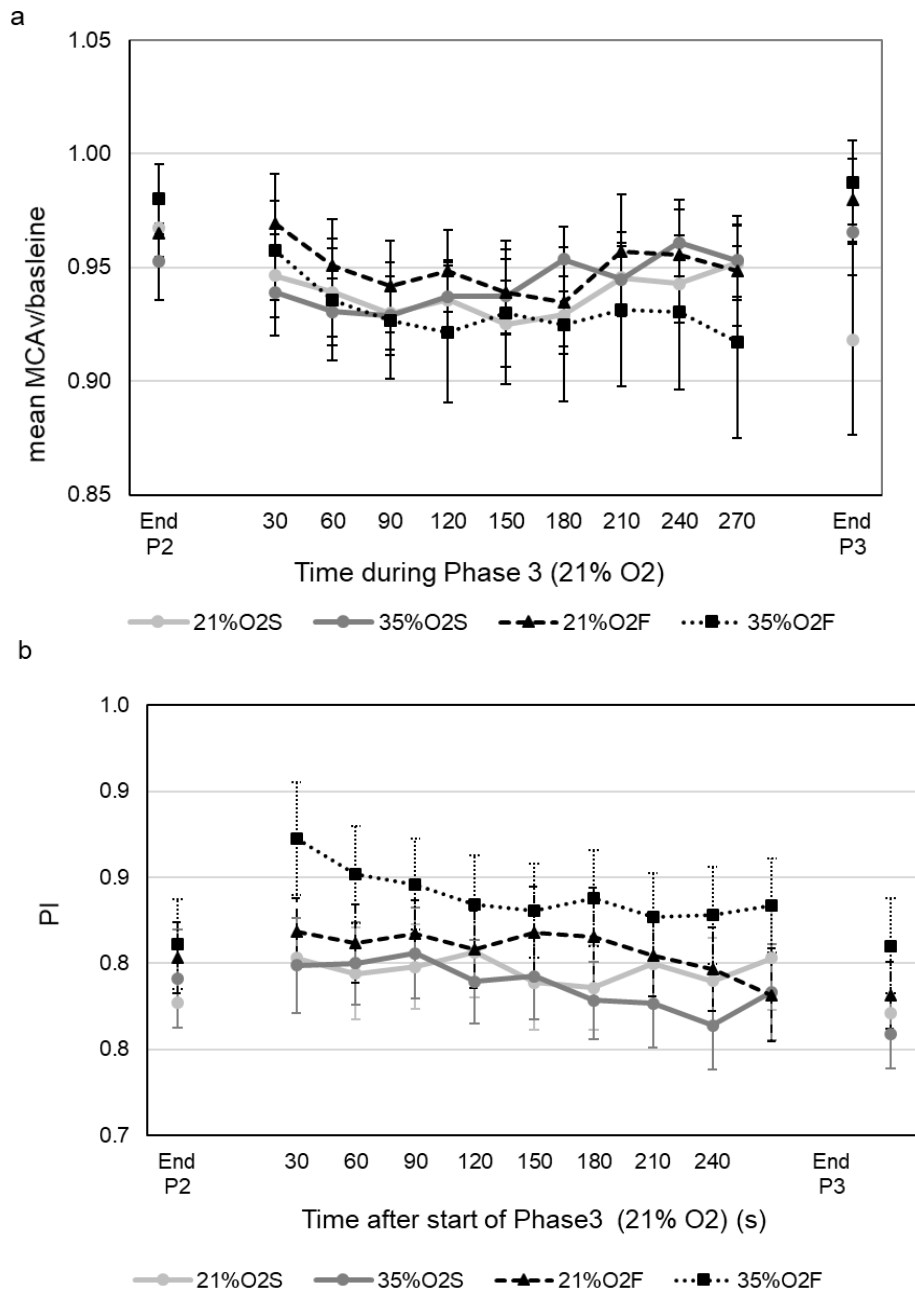 a
1.05
1.00
0.95
0.90
0.85
mean MCAv/basleine
End 30 60 90 120 150 180 210 240 270 End
P2 P3
Time during Phase 3 (21% O2)
21%O2S 35%O2S 21%O2F 35%O2F
b
1.0
0.9
0.9
0.8
0.8
0.7
PI
End 30 60 90 120 150 180 210 240 End
P2 P3
Time after start of Phase3 (21% O2) (s)
21%O2S 35%O2S 21%O2F 35%O2F